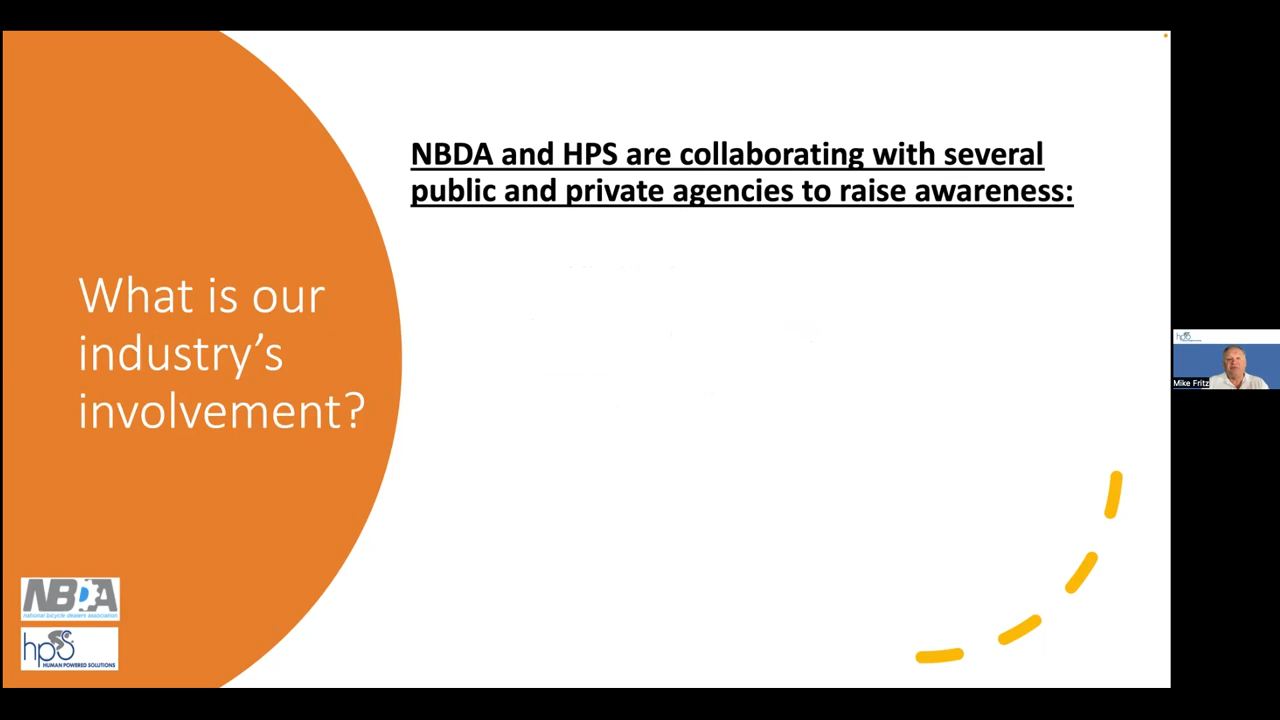 NBDA and HPS are collaborating with several
public and private agencies to raise awareness:
What is our
industry's
involvement?
NBDA
national bicycle dealers association
hps
HUMAN POWERED SOLUTIONS
hps
Mike Fritz